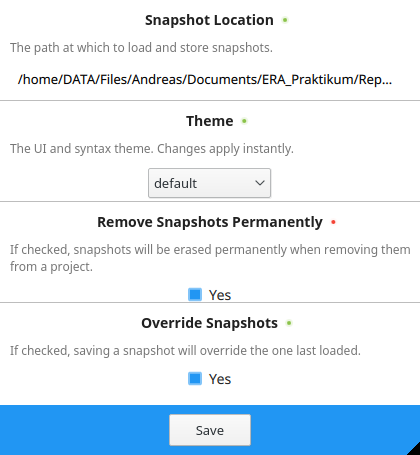 Snapshot Location
The path at which to load and store snapshots.
/home/DATA/Files/Andreas/Documents/ERA_Praktikum/Rep...
Theme
The UI and syntax theme. Changes apply instantly.
default
Remove Snapshots Permanently
If checked, snapshots will be erased permanently when removing them
from a project.
Yes
Override Snapshots
If checked, saving a snapshot will override the one last loaded.
Yes
Save